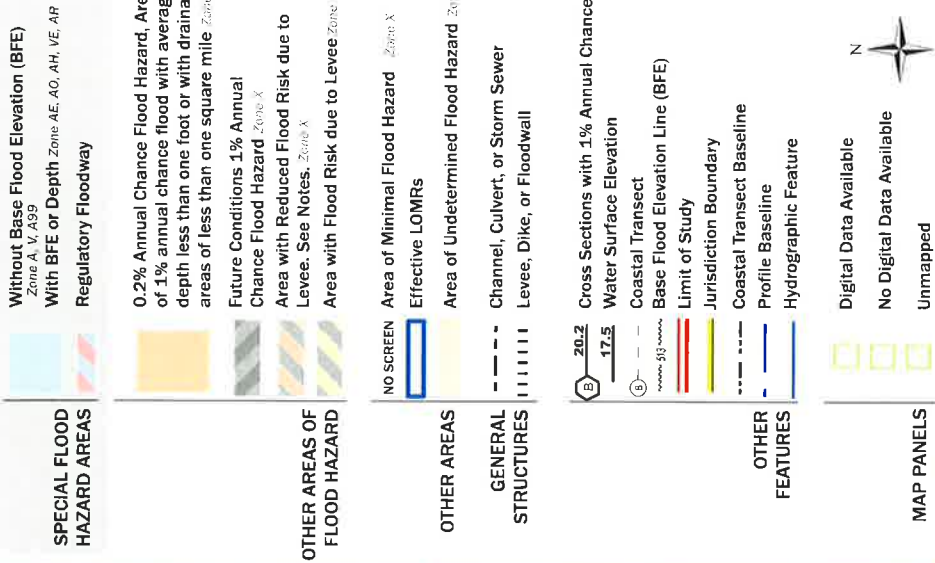 SPECIAL FLOOD
HAZARD AREAS
Without Base Flood Elevation (BFE)
Zone A, V, A99
With BFE or Depth Zone AE, AO, AH, VE, AR
Regulatory Floodway
OTHER AREAS OF
FLOOD HAZARD
0.2% Annual Chance Flood Hazard, Are
of 1% annual chance flood with averag
depth less than one foot or with draina
areas of less than one square mile Zone
Future Conditions 1% Annual
Chance Flood Hazard Zone X
Area with Reduced Flood Risk due to
Levee. See Notes. Zone X
Area with Flood Risk due to Levee Zone
OTHER AREAS
NO SCREEN
Area of Minimal Flood Hazard Zone X
Effective LOMRs
Area of Undetermined Flood Hazard Zo
GENERAL
STRUCTURES
Channel, Culvert, or Storm Sewer
Levee, Dike, or Floodwall
OTHER
FEATURES
B 20.2
17.5
Cross Sections with 1% Annual Chance
Water Surface Elevation
B
Coastal Transect
513
Base Flood Elevation Line (BFE)
Limit of Study
Jurisdiction Boundary
Coastal Transect Baseline
Profile Baseline
Hydrographic Feature
MAP PANELS
Digital Data Available
No Digital Data Available
Unmapped
N